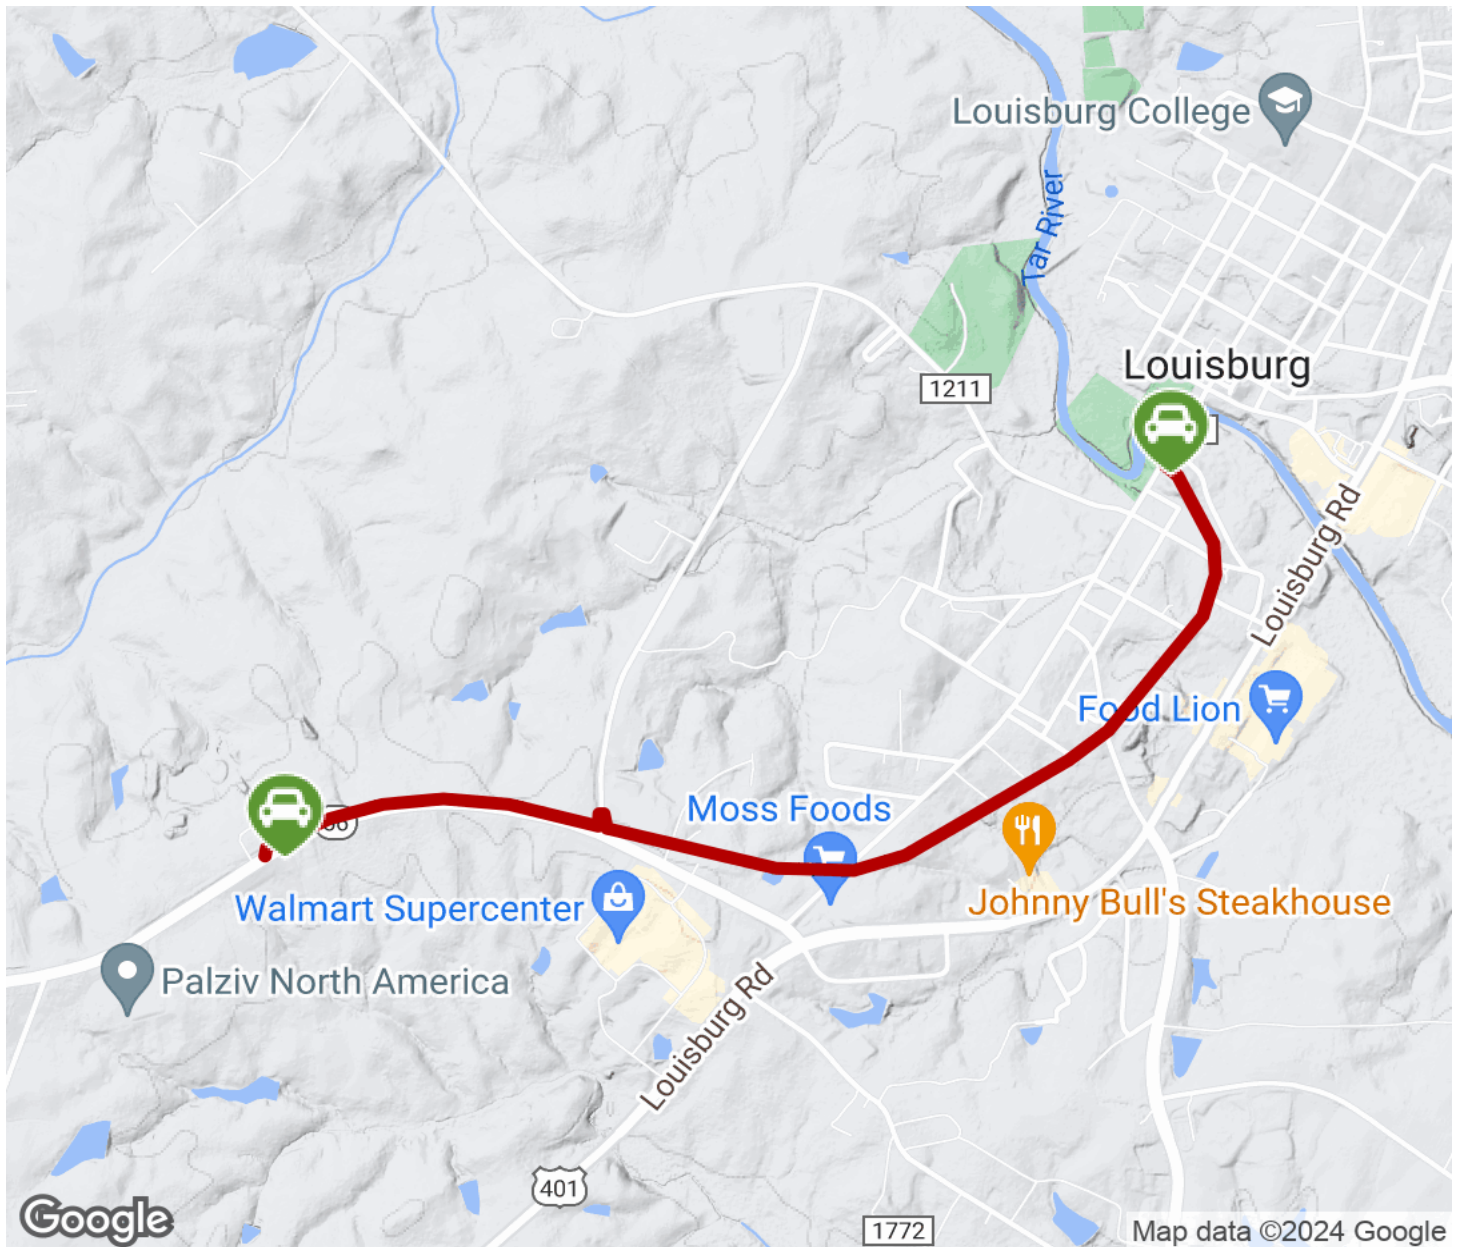 Louisburg College
Tar River
Louisburg
1211
Louisburg Rd
Food Lion
Moss Foods
Walmart Supercenter
Johnny Bull's Steakhouse
Palziv North America
Louisburg Rd
401
1772
Google
Map data ©2024 Google